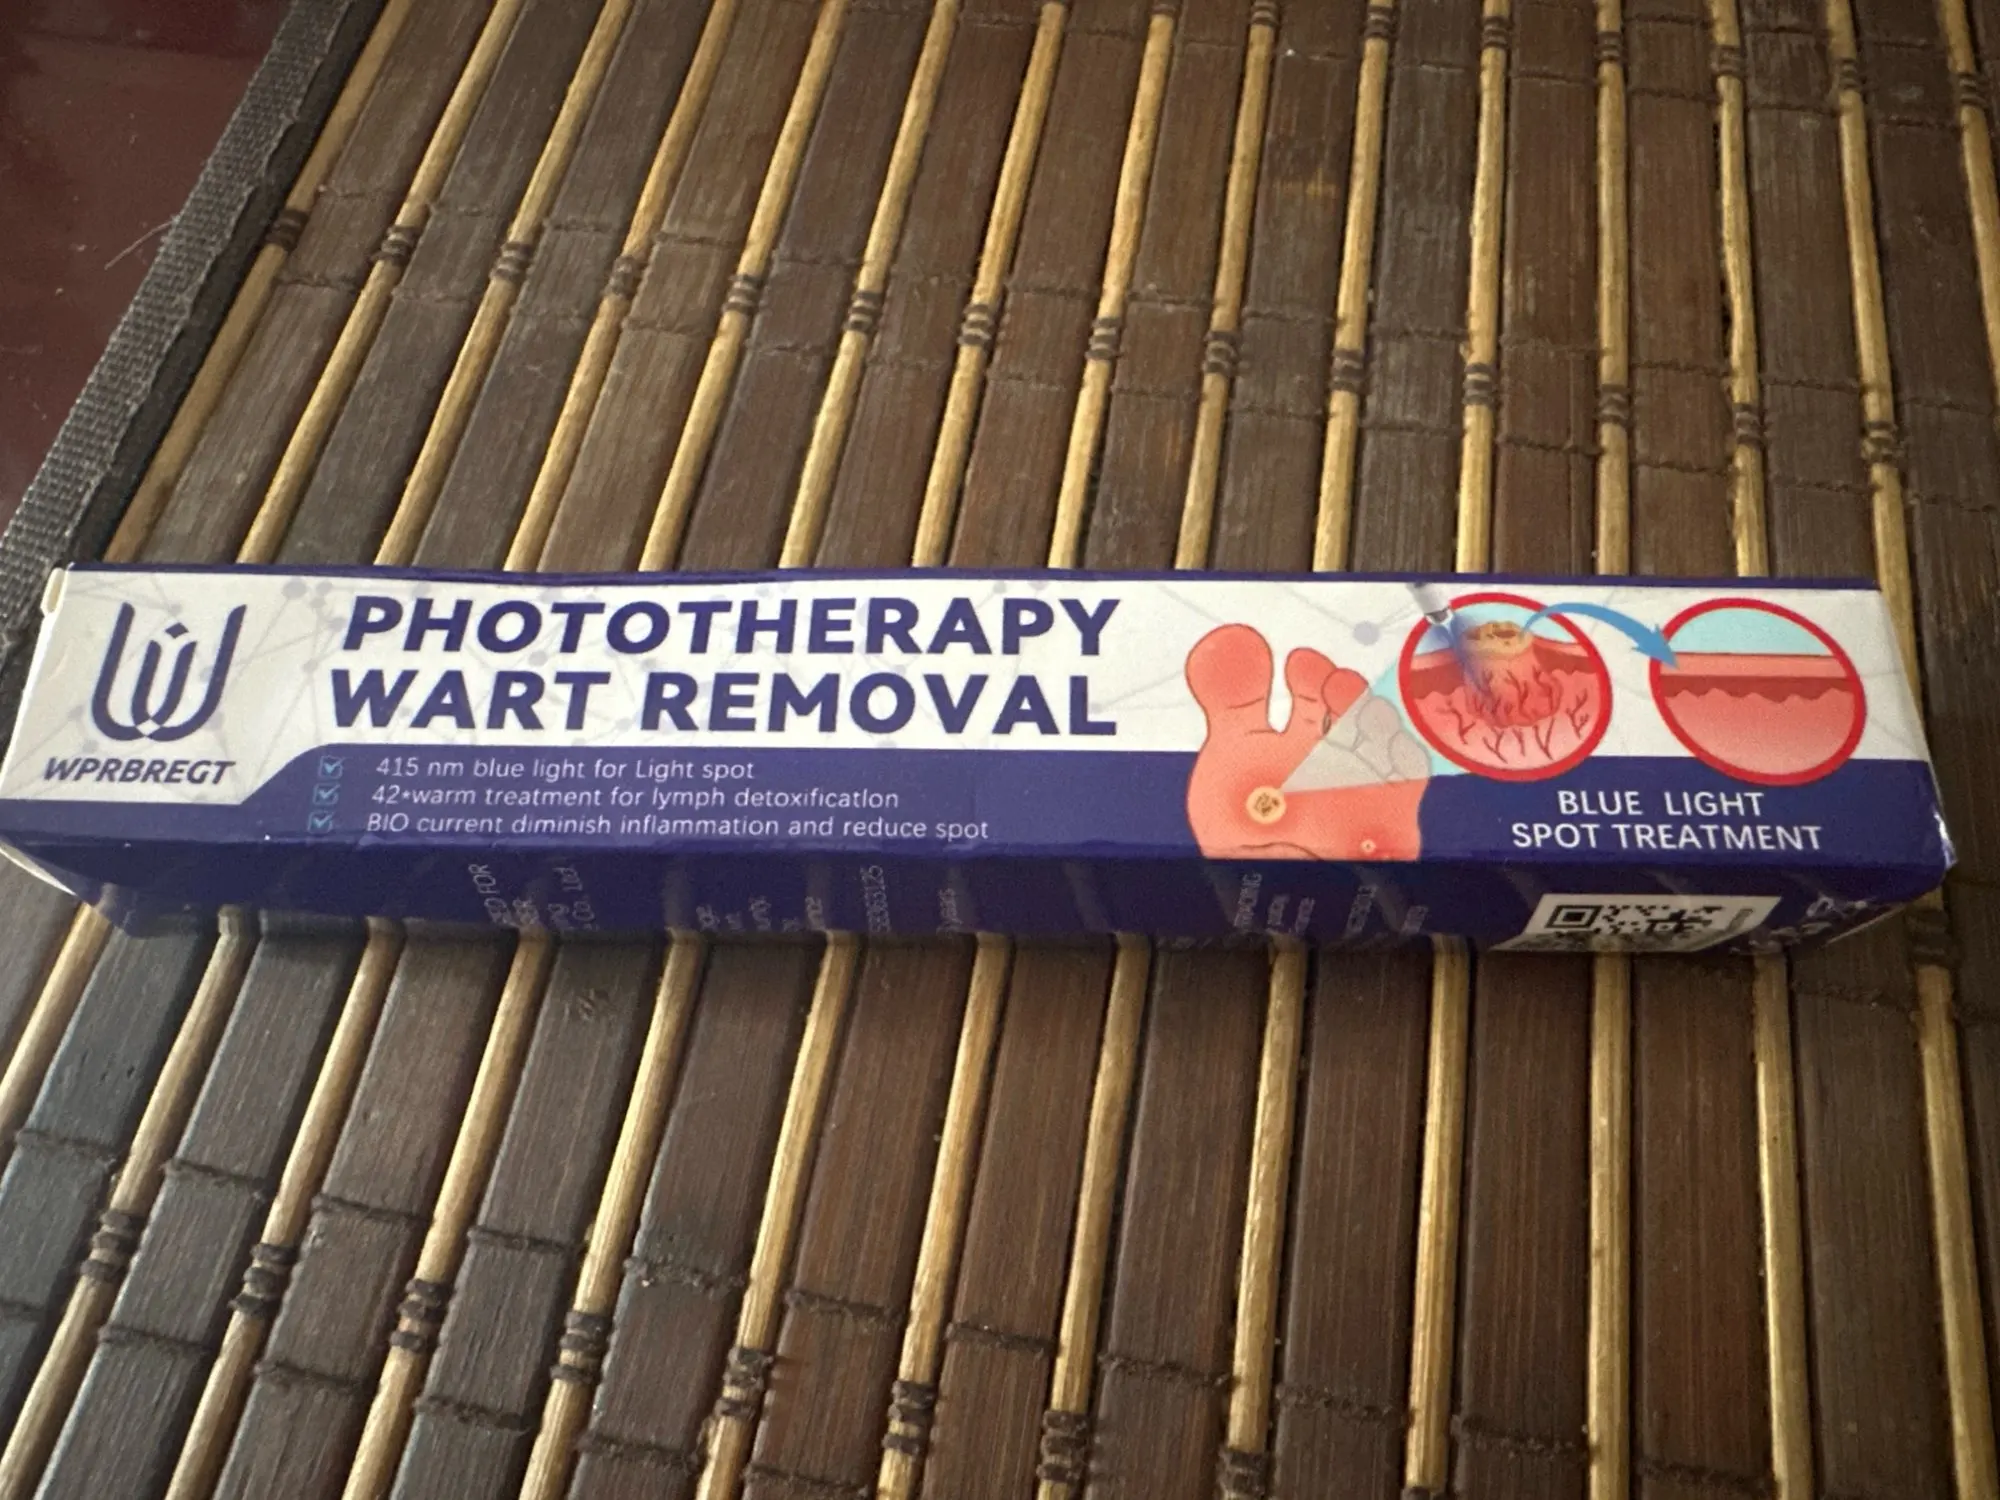 WPRBREGT
PHOTOTHERAPY
WART REMOVAL
415 nm blue light for Light spot
42*warm treatment for lymph detoxification
BIO current diminish inflammation and reduce spot
BLUE LIGHT
SPOT TREATMENT